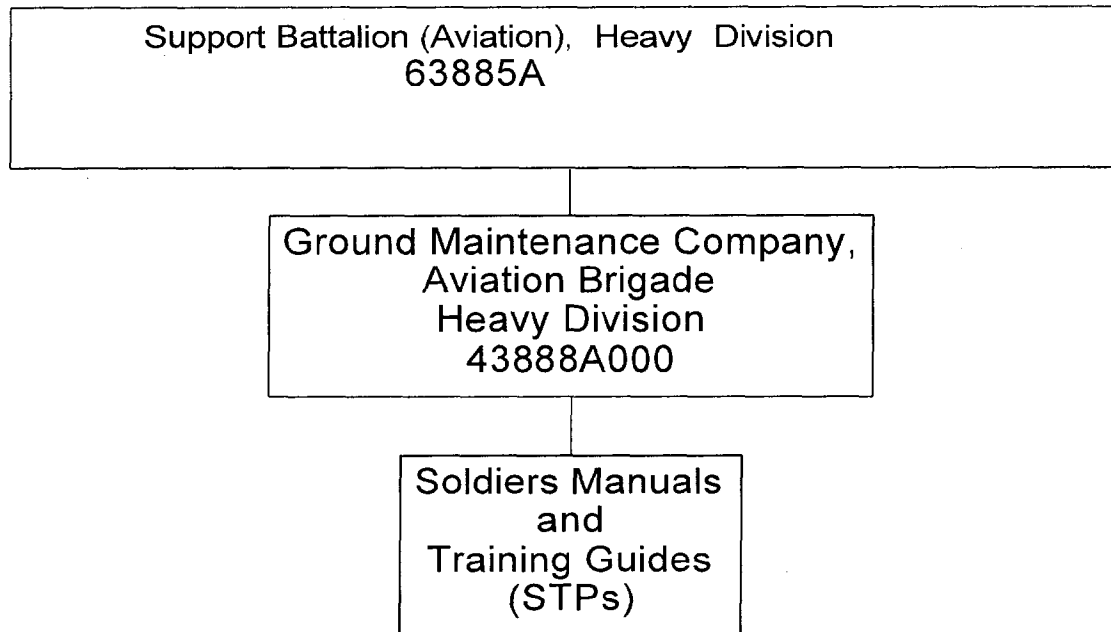 Support Battalion (Aviation), Heavy Division
63885A
Ground Maintenance Company,
Aviation Brigade
Heavy Division
43888A000
Soldiers Manuals
and
Training Guides
(STPs)